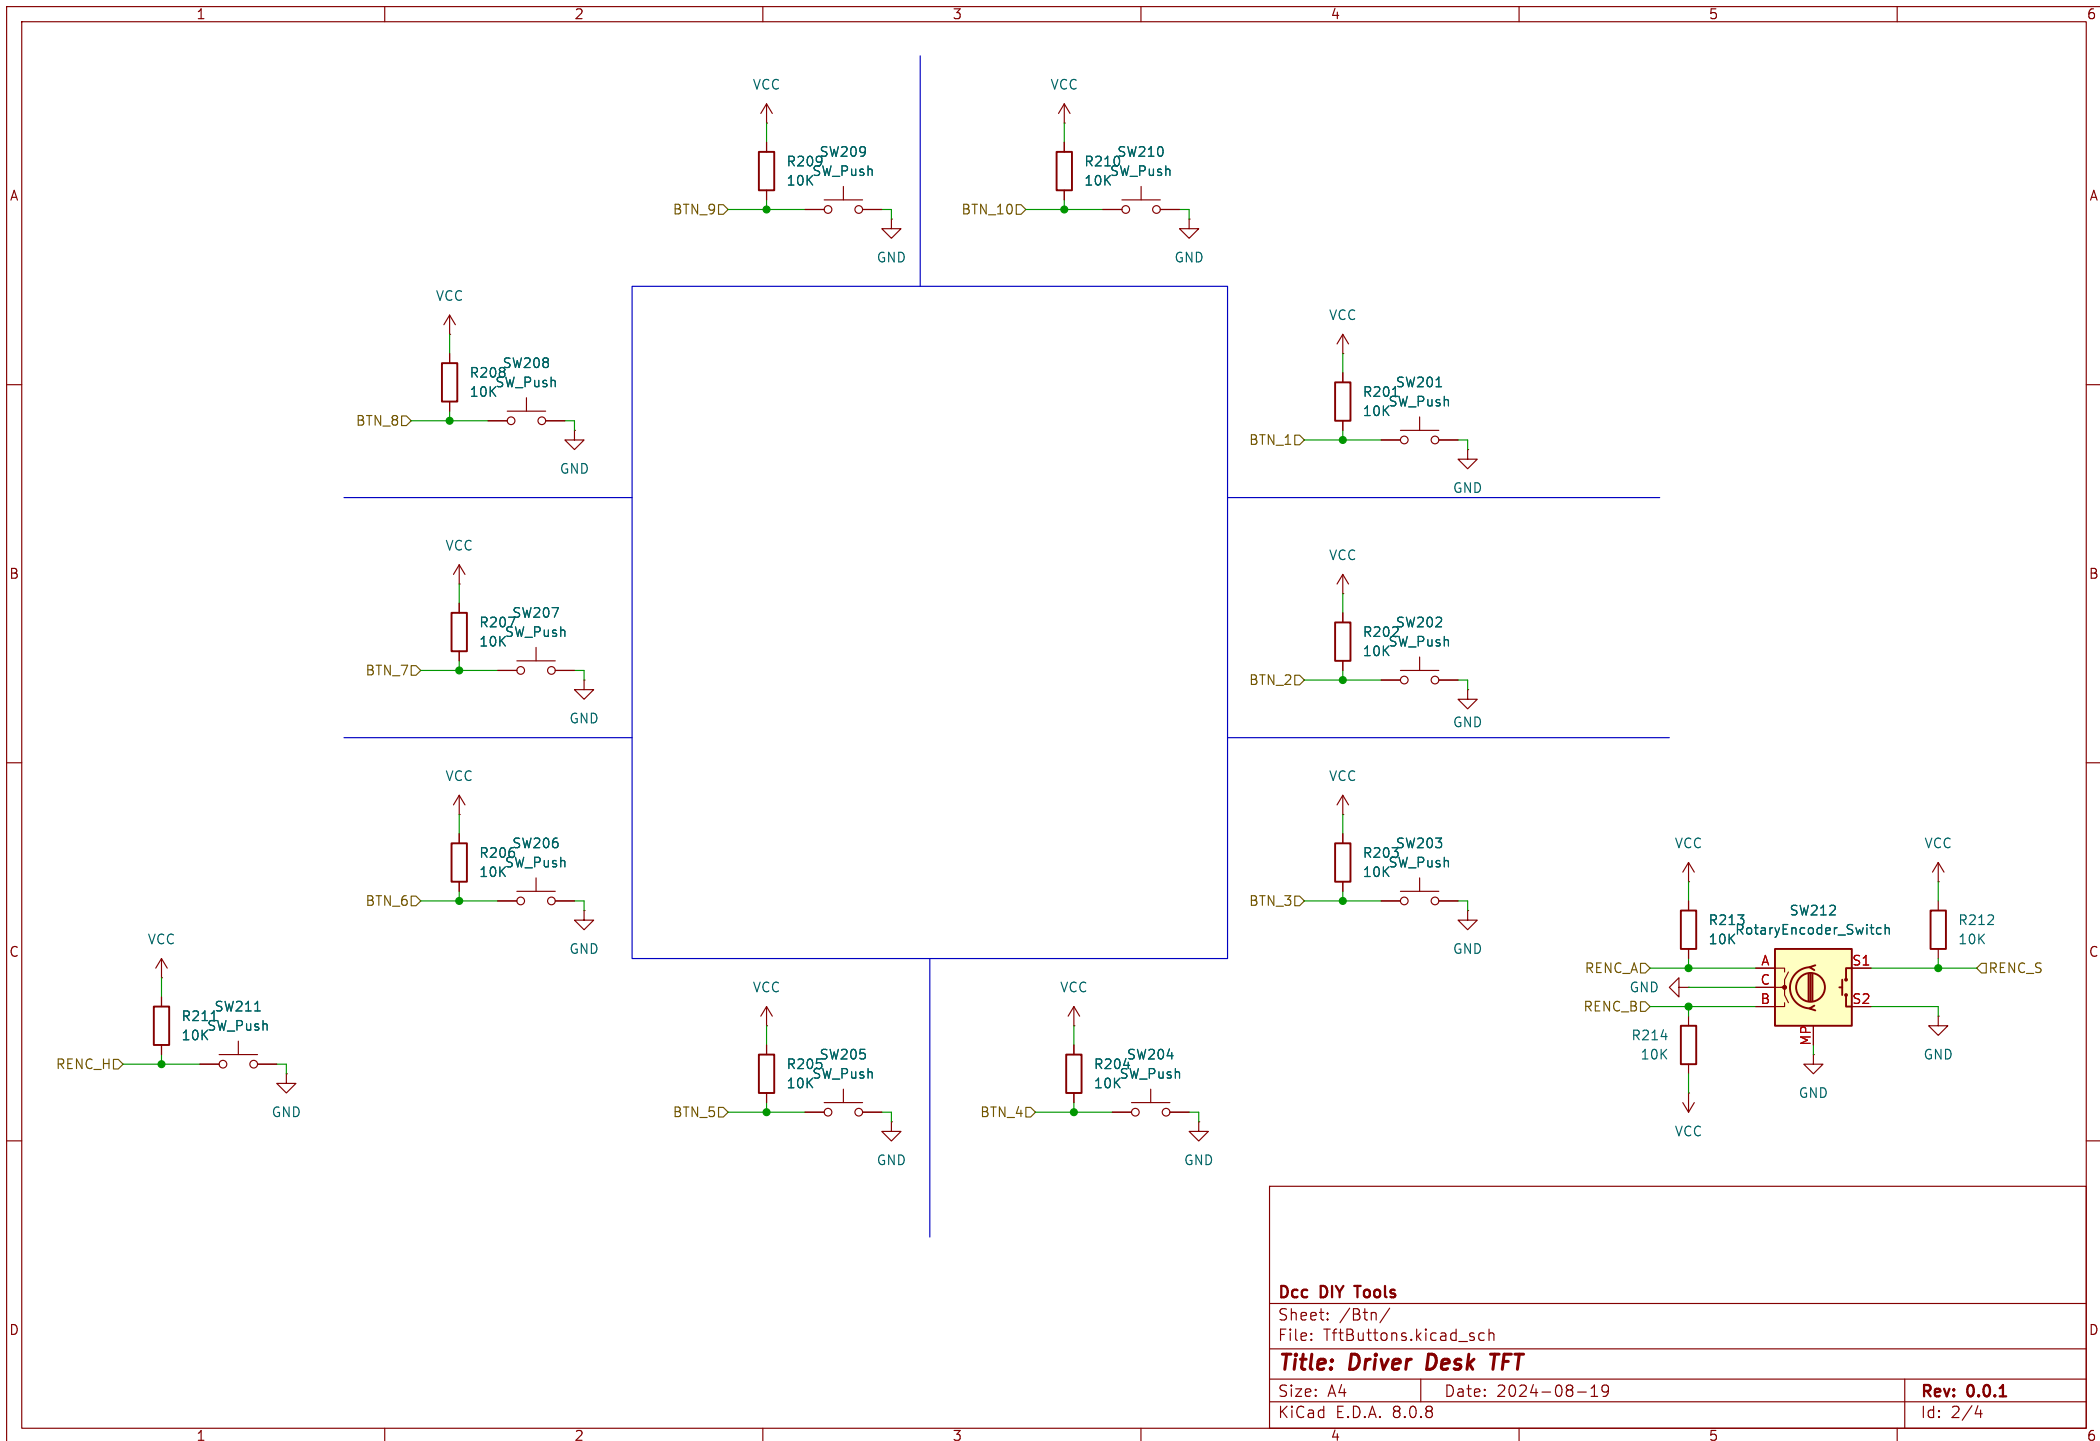 1 2 3 4 5 6
A A
B B
C C
D D
VCC
R209
10K
SW209
SW_Push
BTN_9
GND
VCC
R210
10K
SW210
SW_Push
BTN_10
GND
VCC
R208
10K
SW208
SW_Push
BTN_8
GND
VCC
R201
10K
SW201
SW_Push
BTN_1
GND
VCC
R207
10K
SW207
SW_Push
BTN_7
GND
VCC
R202
10K
SW202
SW_Push
BTN_2
GND
VCC
R206
10K
SW206
SW_Push
BTN_6
GND
VCC
R203
10K
SW203
SW_Push
BTN_3
GND
VCC
R211
10K
SW211
SW_Push
RENC_H
GND
VCC
R205
10K
SW205
SW_Push
BTN_5
GND
VCC
R204
10K
SW204
SW_Push
BTN_4
GND
VCC
R213
10K
SW212
RotaryEncoder_Switch
VCC
R212
10K
RENC_A
A
S1
RENC_S
GND
C
RENC_B
B
S2
R214
10K
MP
GND
GND
VCC
Dcc DIY Tools
Sheet: /Btn/
File: TftButtons.kicad_sch
Title: Driver Desk TFT
Size: A4 Date: 2024-08-19 Rev: 0.0.1
KiCad E.D.A. 8.0.8 Id: 2/4
1 2 3 4 5 6